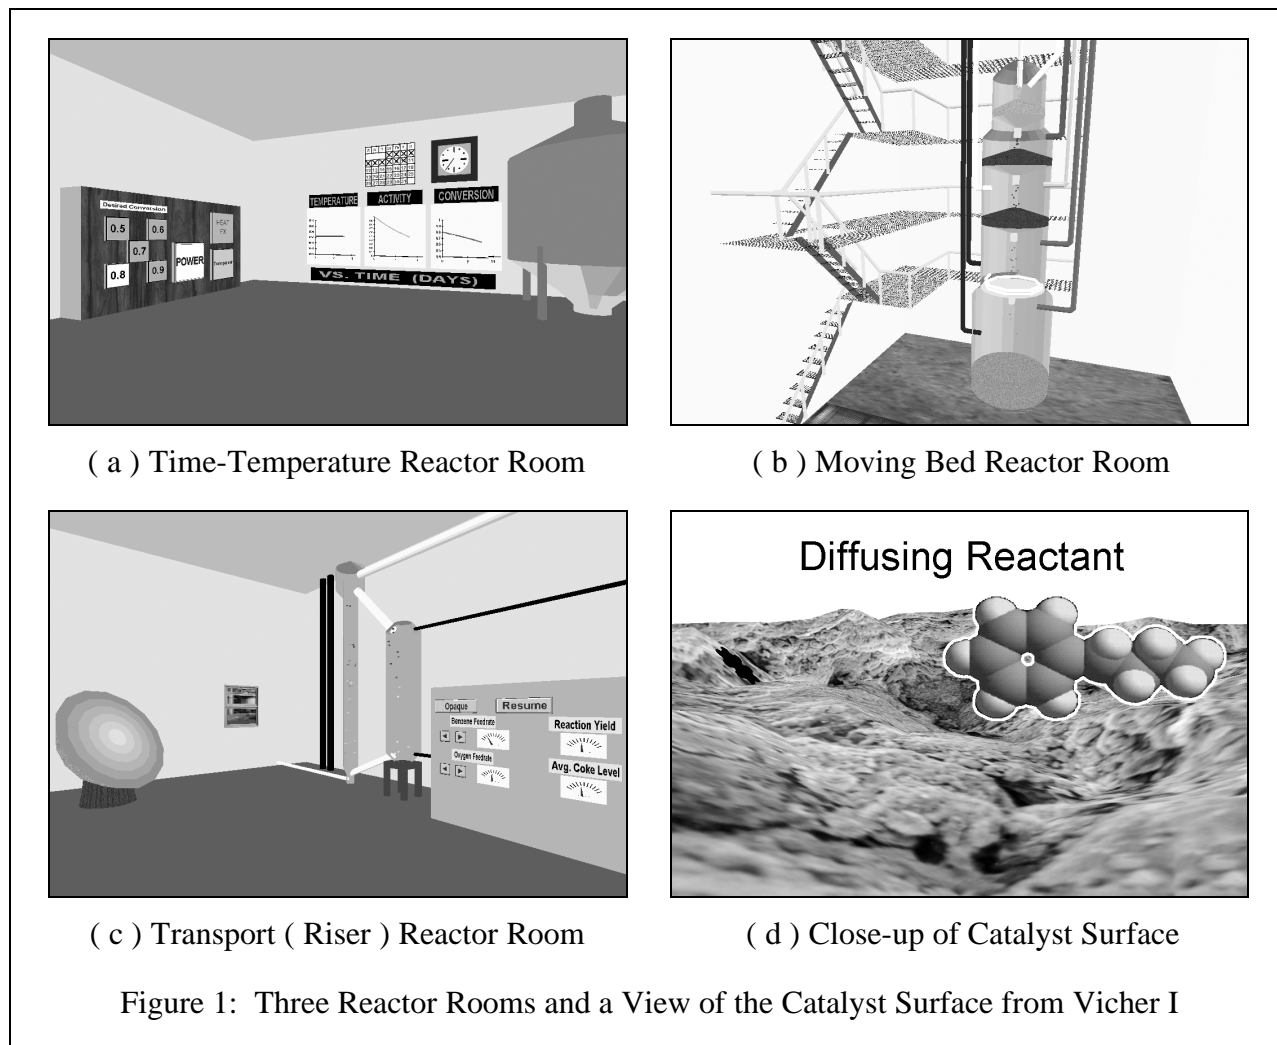 Desired Conversion
0.5
0.6
HEAT
FX
0.7
POWER
0.8
0.9
TEMPERATURE
ACTIVITY
CONVERSION
VS. TIME (DAYS)
( a ) Time-Temperature Reactor Room
( b ) Moving Bed Reactor Room
Opaque
Resume
Benzene Feedrate
Reaction Yield
Oxygen Feedrate
Avg. Coke Level
Diffusing Reactant
( c ) Transport ( Riser ) Reactor Room
( d ) Close-up of Catalyst Surface
Figure 1:  Three Reactor Rooms and a View of the Catalyst Surface from Vicher I